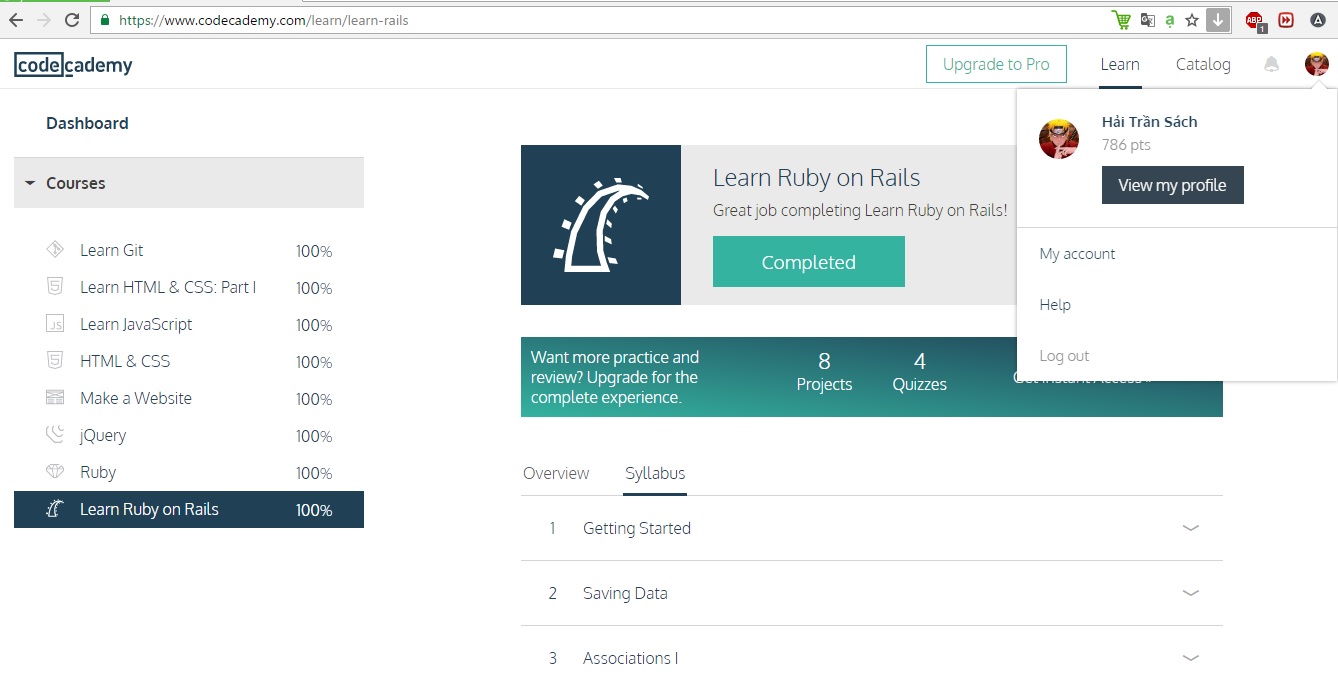 https://www.codecademy.com/learn/learn-rails
ABP
1
A
codecademy
Upgrade to Pro
Learn
Catalog
Hải Trần Sách
786 pts
View my profile
My account
Help
Log out
Dashboard
Courses
Learn Git 100%
Learn HTML & CSS: Part I 100%
JS Learn JavaScript 100%
HTML & CSS 100%
Make a Website 100%
jQuery 100%
Ruby 100%
Learn Ruby on Rails 100%
Learn Ruby on Rails
Great job completing Learn Ruby on Rails!
Completed
Want more practice and
review? Upgrade for the
complete experience.
8
Projects
4
Quizzes
Overview
Syllabus
1 Getting Started
2 Saving Data
3 Associations I